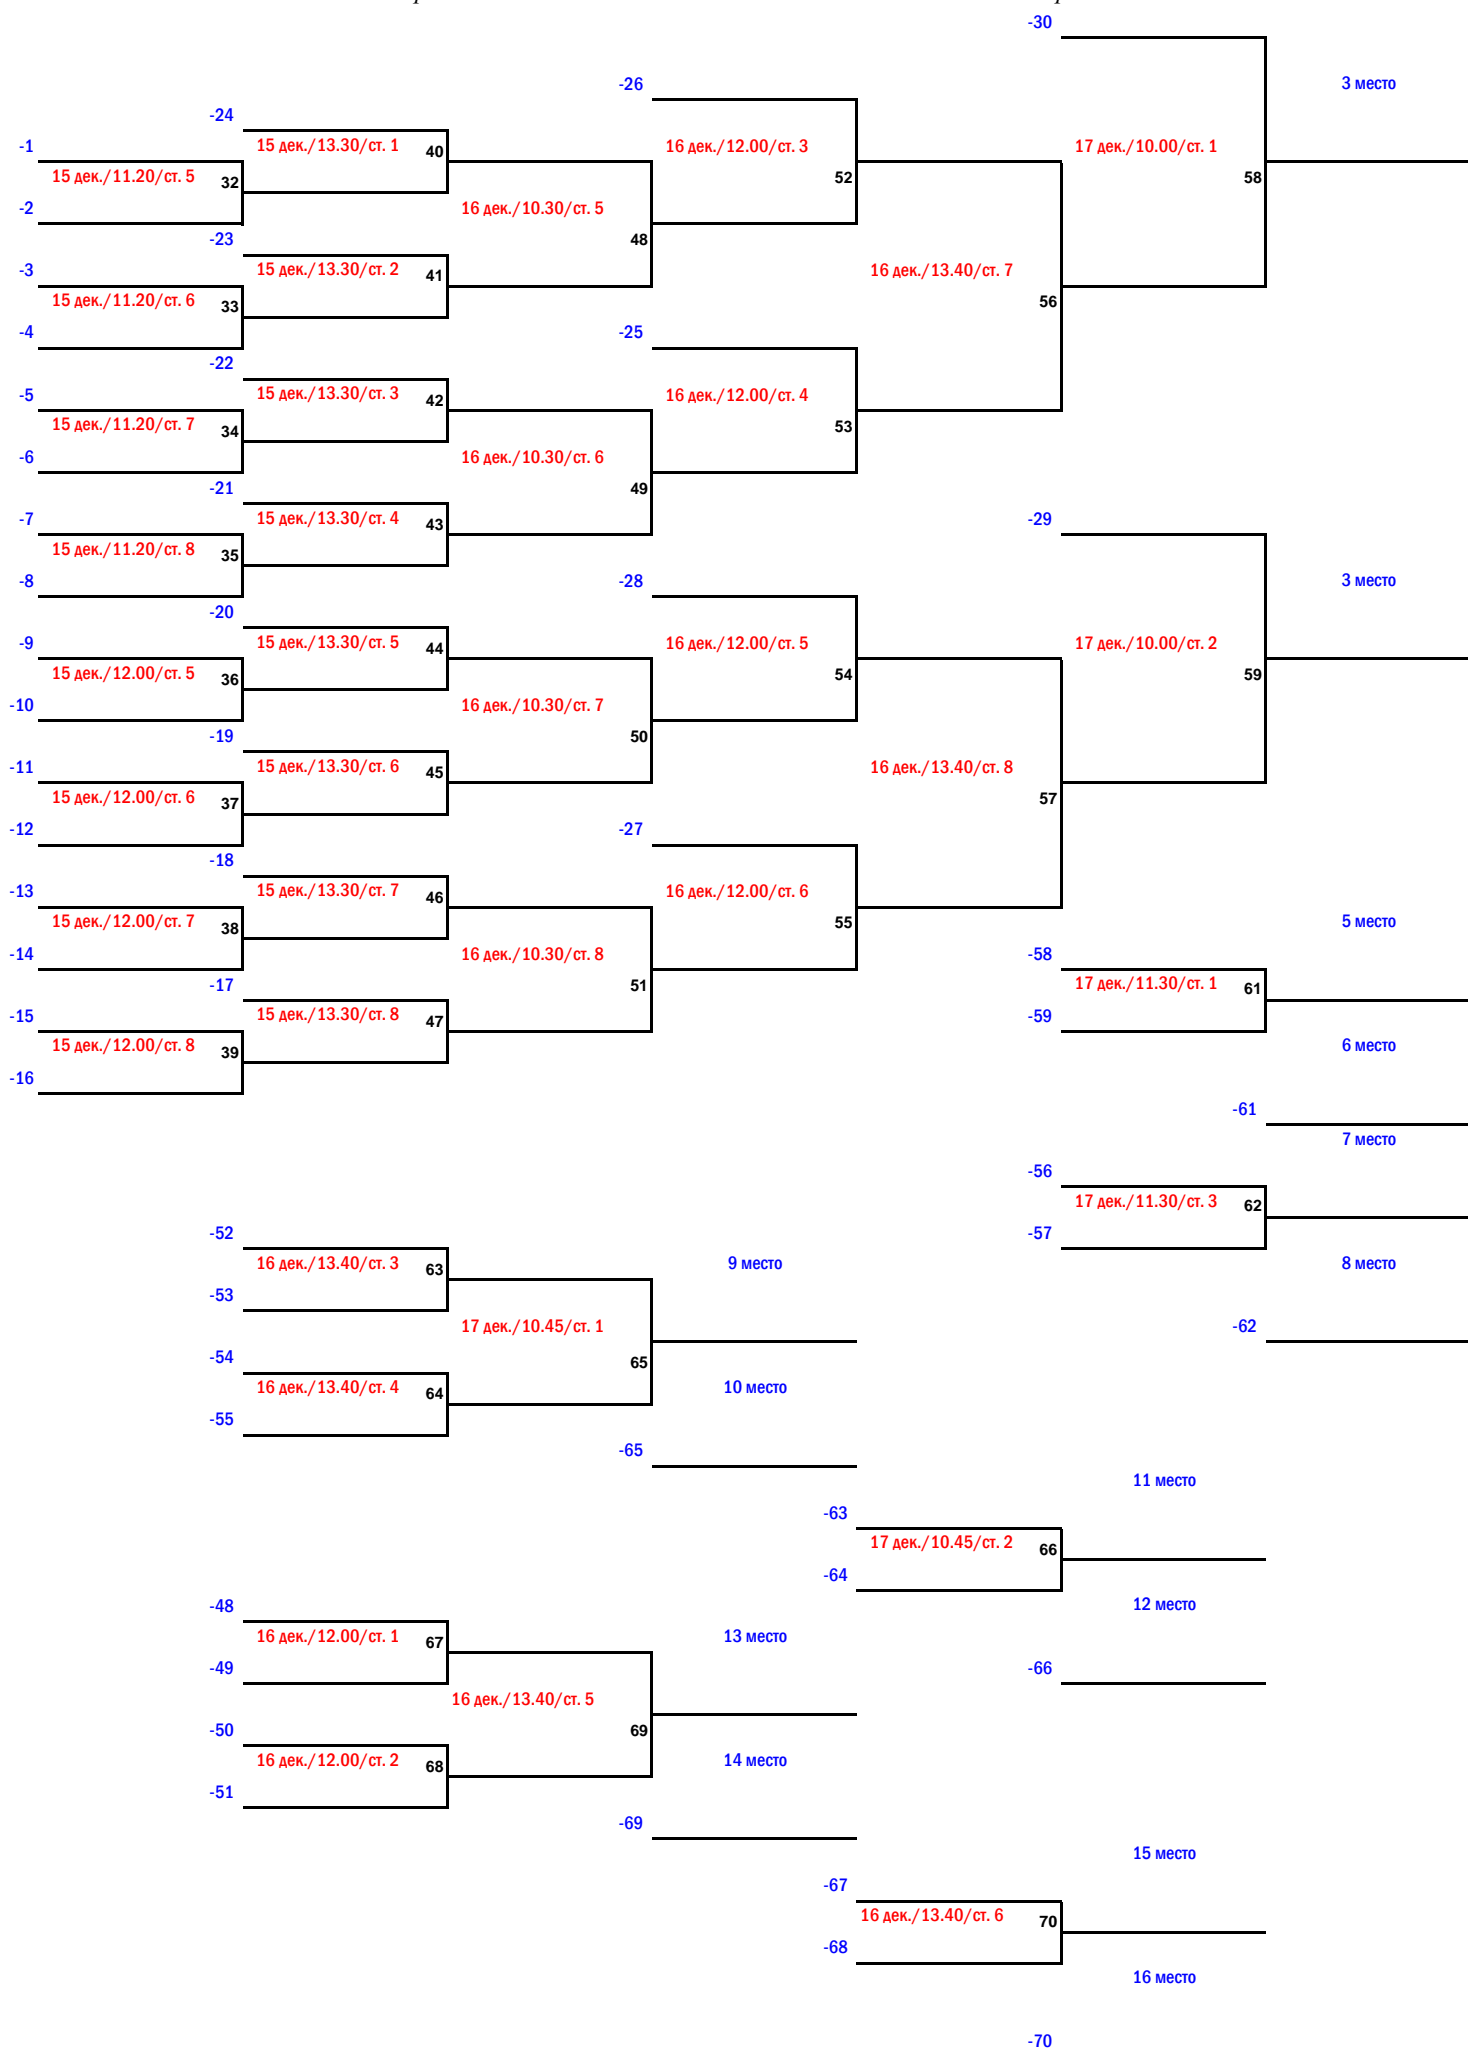 -30
3 место
-26
-24
-1
15 дек./13.30/ст. 1
40
16 дек./12.00/ст. 3
17 дек./10.00/ст. 1
15 дек./11.20/ст. 5
32
52
58
-2
16 дек./10.30/ст. 5
-23
48
-3
15 дек./13.30/ст. 2
41
16 дек./13.40/ст. 7
15 дек./11.20/ст. 6
33
56
-4
-25
-22
-5
15 дек./13.30/ст. 3
42
16 дек./12.00/ст. 4
15 дек./11.20/ст. 7
34
53
-6
16 дек./10.30/ст. 6
-21
49
-7
15 дек./13.30/ст. 4
43
-29
15 дек./11.20/ст. 8
35
-8
-28
3 место
-20
-9
15 дек./13.30/ст. 5
44
16 дек./12.00/ст. 5
17 дек./10.00/ст. 2
15 дек./12.00/ст. 5
36
54
59
-10
16 дек./10.30/ст. 7
-19
50
-11
15 дек./13.30/ст. 6
45
16 дек./13.40/ст. 8
15 дек./12.00/ст. 6
37
57
-12
-27
-18
-13
15 дек./13.30/ст. 7
46
16 дек./12.00/ст. 6
15 дек./12.00/ст. 7
38
55
5 место
-14
16 дек./10.30/ст. 8
-58
-17
51
17 дек./11.30/ст. 1
61
-15
15 дек./13.30/ст. 8
47
-59
15 дек./12.00/ст. 8
39
6 место
-16
-61
7 место
-56
17 дек./11.30/ст. 3
62
-52
-57
16 дек./13.40/ст. 3
63
9 место
8 место
-53
17 дек./10.45/ст. 1
-62
-54
65
16 дек./13.40/ст. 4
64
10 место
-55
-65
11 место
-63
17 дек./10.45/ст. 2
66
-64
-48
12 место
16 дек./12.00/ст. 1
67
13 место
-49
-66
16 дек./13.40/ст. 5
-50
69
16 дек./12.00/ст. 2
68
14 место
-51
-69
15 место
-67
16 дек./13.40/ст. 6
70
-68
16 место
-70